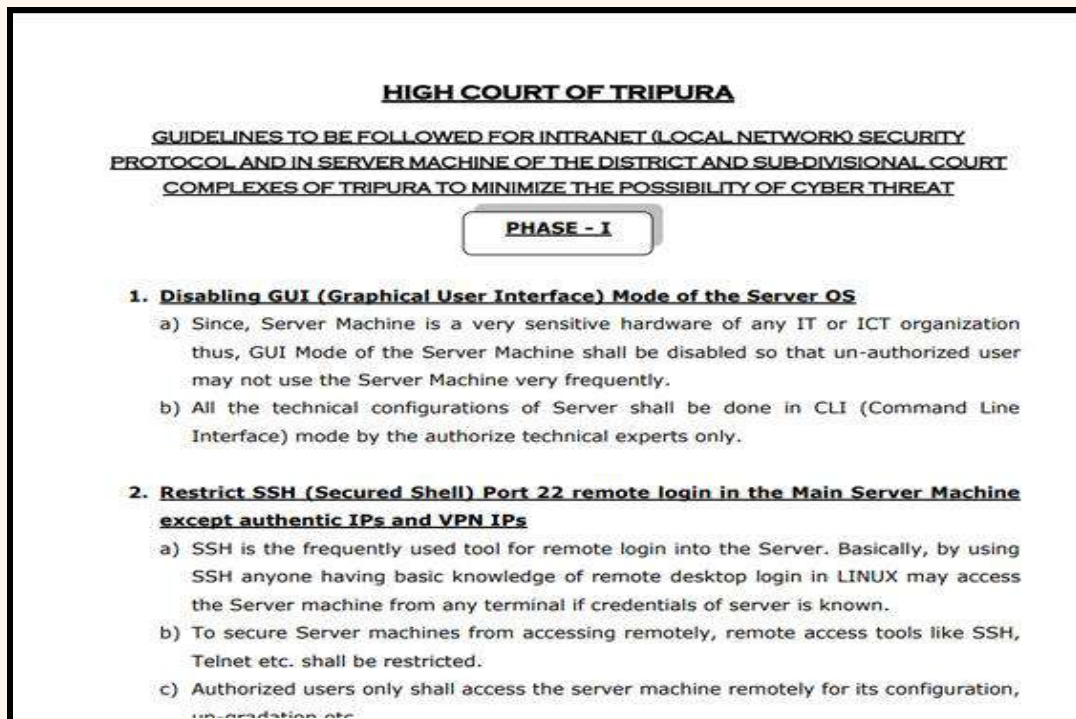 HIGH COURT OF TRIPURA
GUIDELINES TO BE FOLLOWED FOR INTRANET (LOCAL NETWORK) SECURITY
PROTOCOL AND IN SERVER MACHINE OF THE DISTRICT AND SUB-DIVISIONAL COURT
COMPLEXES OF TRIPURA TO MINIMIZE THE POSSIBILITY OF CYBER THREAT
PHASE - I
1. Disabling GUI (Graphical User Interface) Mode of the Server OS
a) Since, Server Machine is a very sensitive hardware of any IT or ICT organization
thus, GUI Mode of the Server Machine shall be disabled so that un-authorized user
may not use the Server Machine very frequently.
b) All the technical configurations of Server shall be done in CLI (Command Line
Interface) mode by the authorize technical experts only.
2. Restrict SSH (Secured Shell) Port 22 remote login in the Main Server Machine
except authentic IPs and VPN IPs
a) SSH is the frequently used tool for remote login into the Server. Basically, by using
SSH anyone having basic knowledge of remote desktop login in LINUX may access
the Server machine from any terminal if credentials of server is known.
b) To secure Server machines from accessing remotely, remote access tools like SSH,
Telnet etc. shall be restricted.
c) Authorized users only shall access the server machine remotely for its configuration,
up-gradation etc